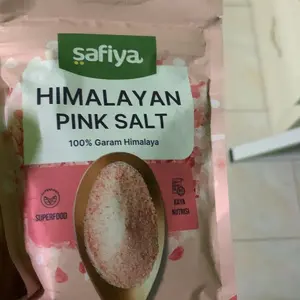 safiya
HIMALAYAN
PINK SALT
100% Garam Himalaya
SUPERFOOD
KAYA
NUTRISI